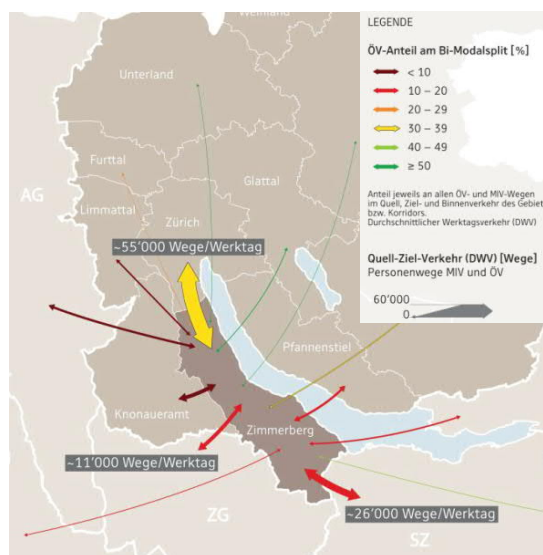 Weinland
LEGENDE
ÖV-Anteil am Bi-Modalsplit [%]
< 10
10 – 20
20 – 29
30 – 39
40 – 49
≥ 50
Anteil jeweils an allen ÖV- und MIV-Wegen
im Quell, Ziel- und Binnenverkehr des Gebiet
bzw. Korridors.
Durchschnittlicher Werktagsverkehr (DWV)
Quell-Ziel-Verkehr (DWV) [Wege]
Personenwege MIV und ÖV
60'000
0
Unterland
Furttal
Glattal
AG
Limmattal
Zürich
~55'000 Wege/Werktag
Pfannenstiel
Knonaueramt
Zimmerberg
~11'000 Wege/Werktag
~26'000 Wege/Werktag
ZG
SZ